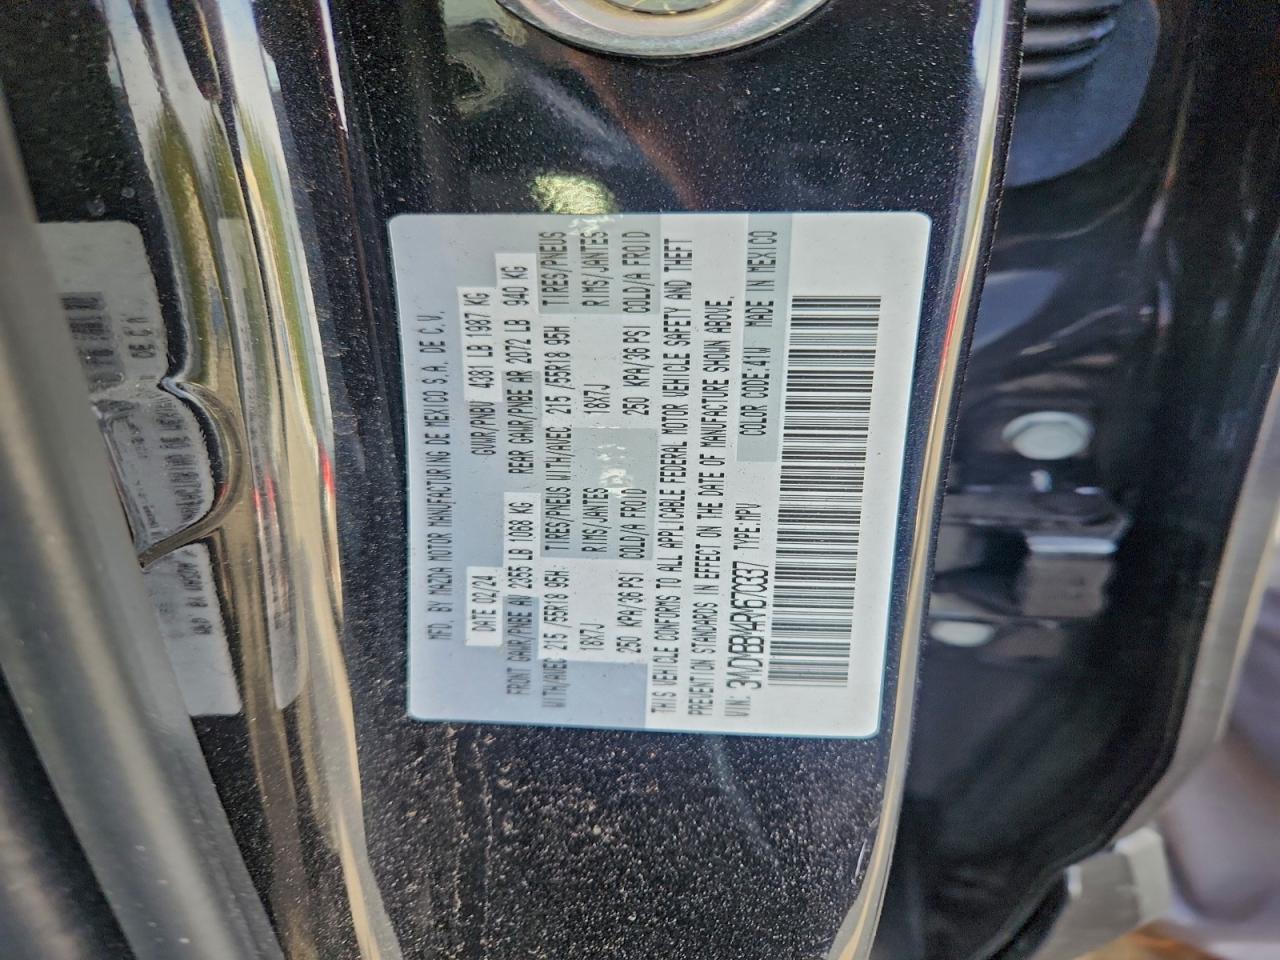 MFD. BY MAZDA MOTOR MANUFACTURING DE MEXICO S.A. DE C.V.
DATE 02/24 GVWR/PNBV 4381 LB 1987 KG
FRONT GAWR/PNBE AV 2355 LB 1068 KG REAR GAWR/PNBE AR 2072 LB 940 KG
WITH/AVEC 215/55R18 95H TIRES/PNEUS WITH/AVEC 215/55R18 95H TIRES/PNEUS
18X7J RIMS/JANTES 18X7J RIMS/JANTES
250 KPA/36 PSI COLD/A FROID 250 KPA/36 PSI COLD/A FROID
THIS VEHICLE CONFORMS TO ALL APPLICABLE FEDERAL MOTOR VEHICLE SAFETY AND THEFT
PREVENTION STANDARDS IN EFFECT ON THE DATE OF MANUFACTURE SHOWN ABOVE.
VIN: TYPE:MPV COLOR CODE:41W MADE IN MEXICO